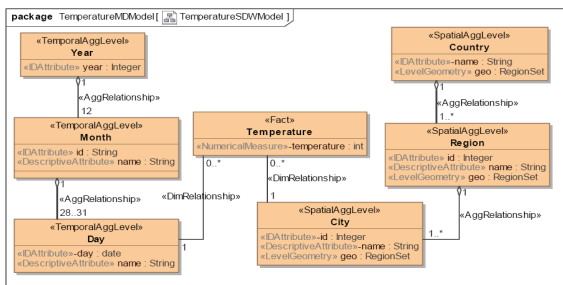 package TemperatureMDModel[ TemperatureSDWModel ]
«TemporalAggLevel»
Year
«IDAttribute» year : Integer
1
«AggRelationship»
12
«TemporalAggLevel»
Month
«IDAttribute» id : String
«DescriptiveAttribute» name : String
1
«AggRelationship»
28..31
«TemporalAggLevel»
Day
«IDAttribute»-day : date
«DescriptiveAttribute» name : String
1
«Fact»
Temperature
«NumericalMeasure»-temperature : int
0..*
0..*
«DimRelationship»
«DimRelationship»
1
«SpatialAggLevel»
City
«IDAttribute»-id : Integer
«DescriptiveAttribute»-name : String
«LevelGeometry» geo : RegionSet
«SpatialAggLevel»
Country
«IDAttribute»-name : String
«LevelGeometry» geo : RegionSet
1
«AggRelationship»
1..*
«SpatialAggLevel»
Region
«IDAttribute» id : Integer
«DescriptiveAttribute» name : String
«LevelGeometry» geo : RegionSet
1
«AggRelationship»
1..*